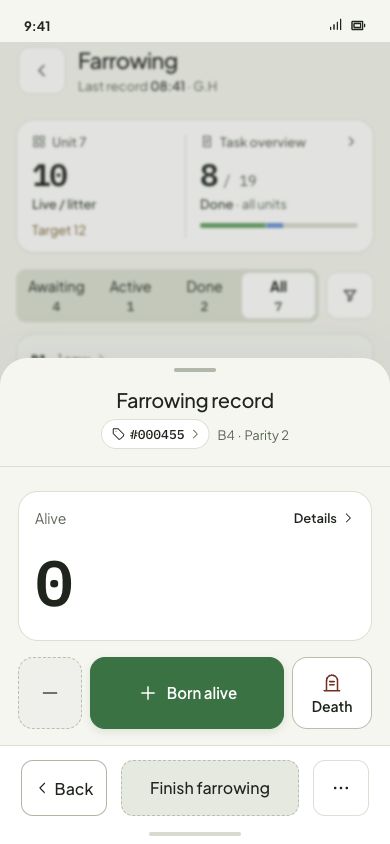 9:41
Farrowing
Last record 08:41 · G.H
Unit 7
10
Live / litter
Target 12
Task overview
8 / 19
Done · all units
Awaiting
4
Active
1
Done
2
All
7
Farrowing record
#000455
B4 · Parity 2
Alive
Details
0
Born alive
Death
Back
Finish farrowing